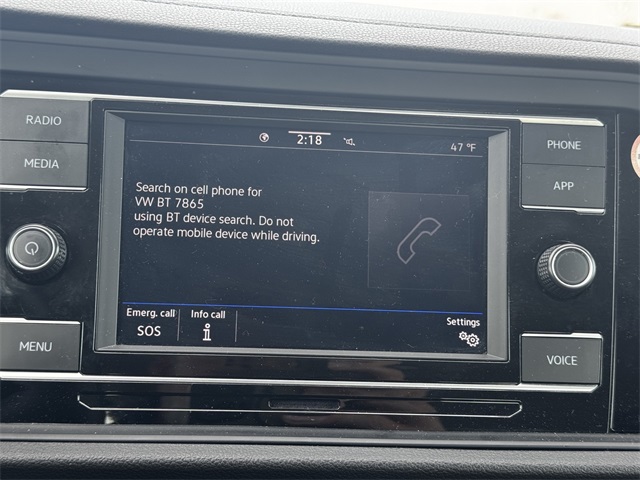 RADIO
MEDIA
MENU
2:18
47 °F
Search on cell phone for
VW BT 7865
using BT device search. Do not
operate mobile device while driving.
Emerg. call
SOS
Info call
i
Settings
PHONE
APP
VOICE